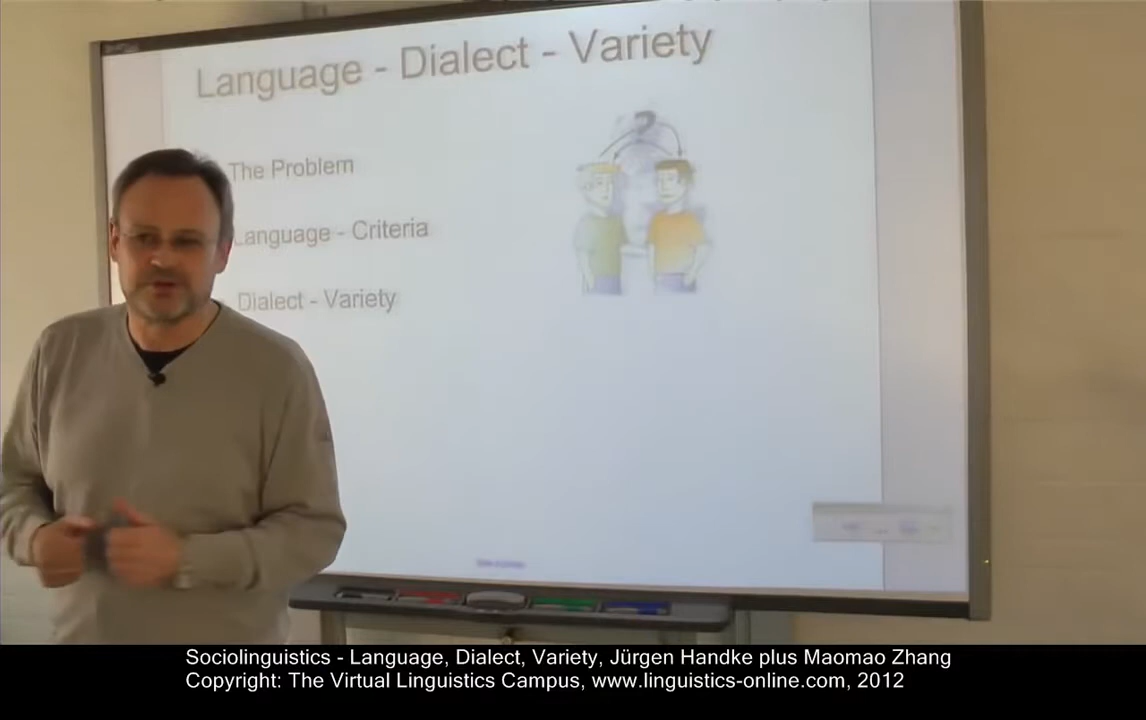 Language - Dialect - Variety
?
The Problem
Language - Criteria
Dialect - Variety
Sociolinguistics - Language, Dialect, Variety, Jürgen Handke plus Maomao Zhang
Copyright: The Virtual Linguistics Campus, www.linguistics-online.com, 2012